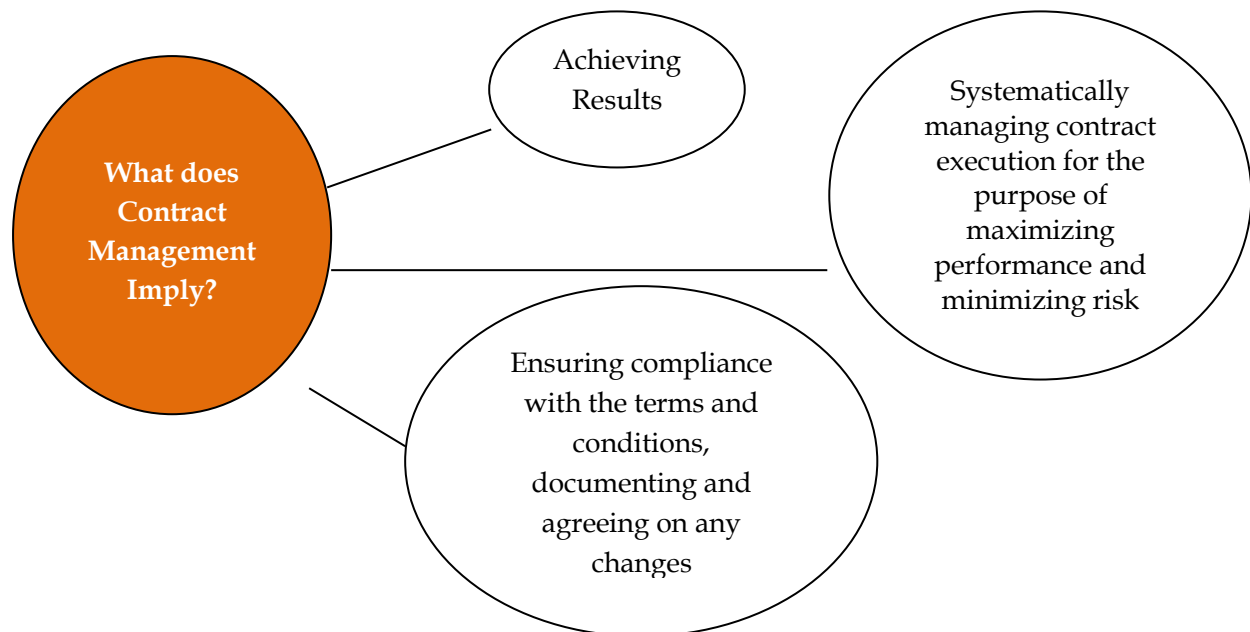 What does
Contract
Management
Imply?
Achieving
Results
Systematically
managing contract
execution for the
purpose of
maximizing
performance and
minimizing risk
Ensuring compliance
with the terms and
conditions,
documenting and
agreeing on any
changes